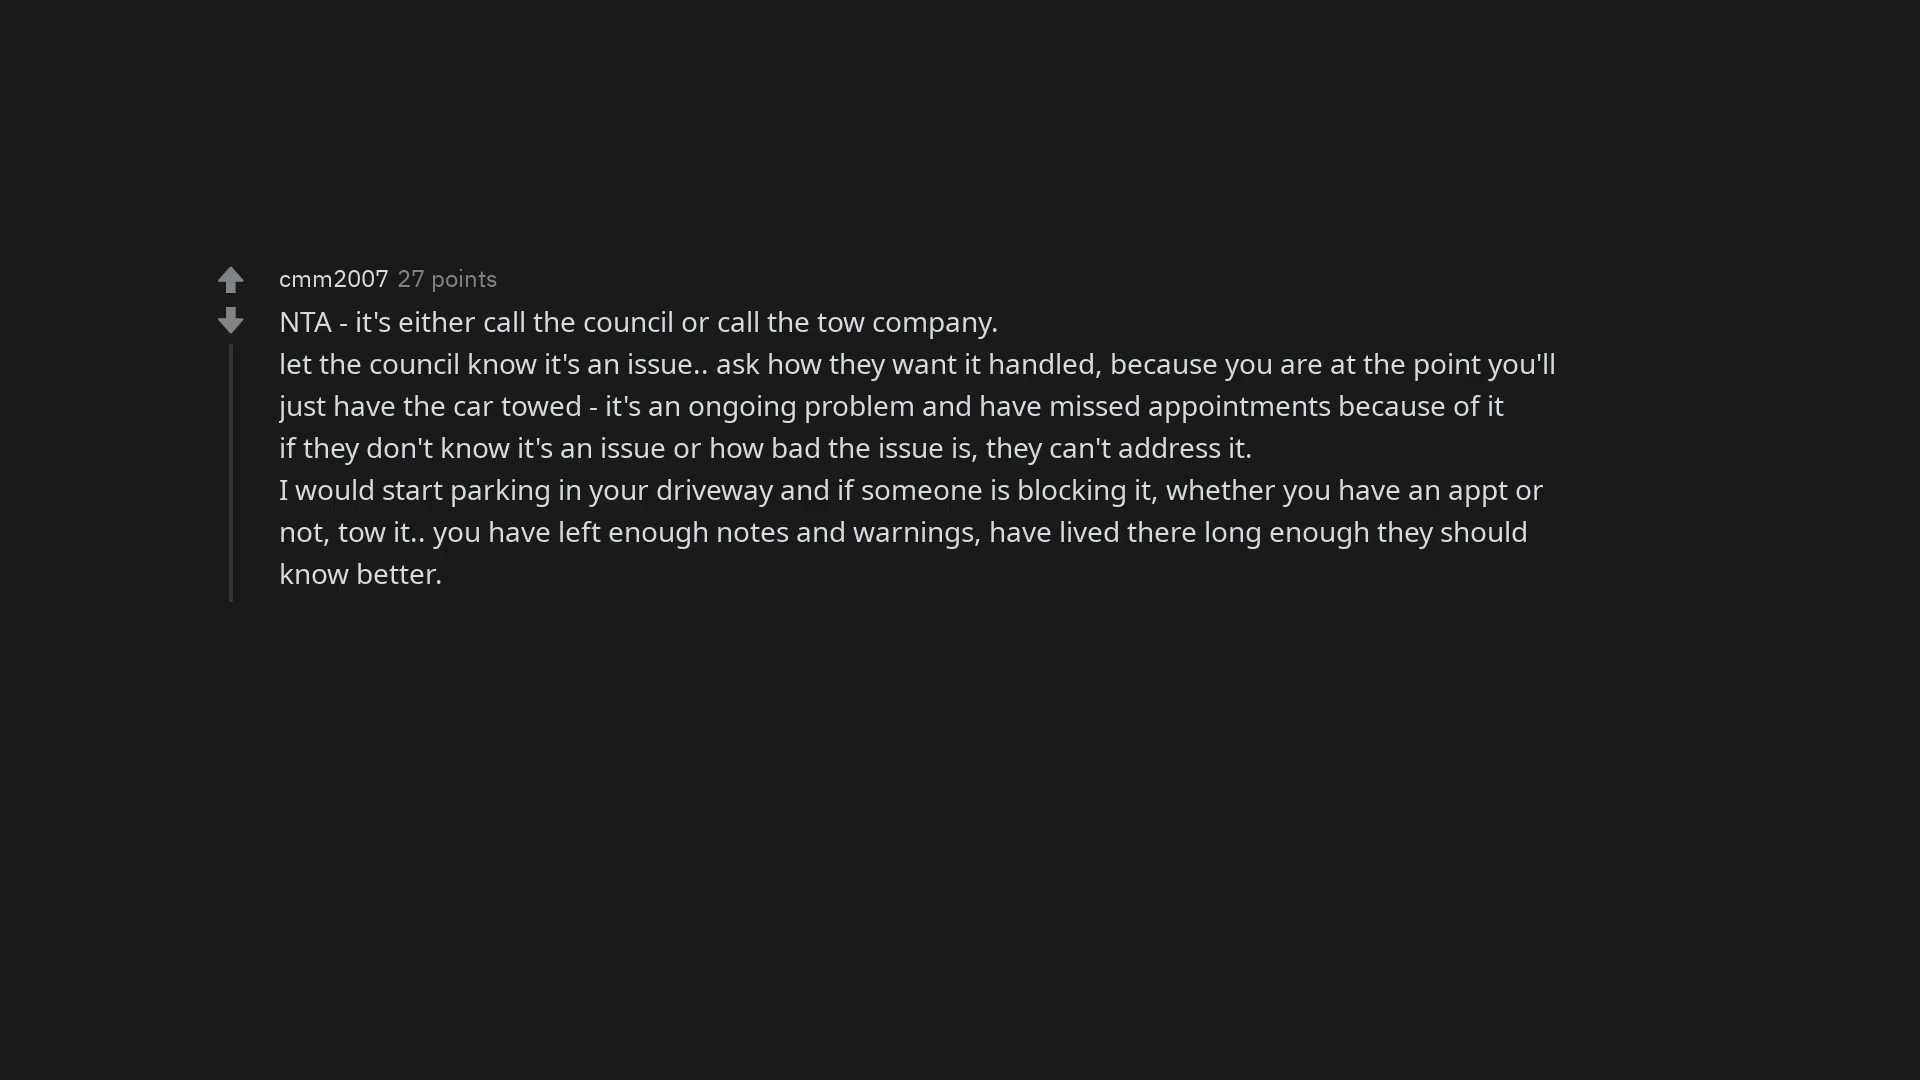 cmm2007 27 points
NTA - it's either call the council or call the tow company.
let the council know it's an issue.. ask how they want it handled, because you are at the point you'll
just have the car towed - it's an ongoing problem and have missed appointments because of it
if they don't know it's an issue or how bad the issue is, they can't address it.
I would start parking in your driveway and if someone is blocking it, whether you have an appt or
not, tow it.. you have left enough notes and warnings, have lived there long enough they should
know better.